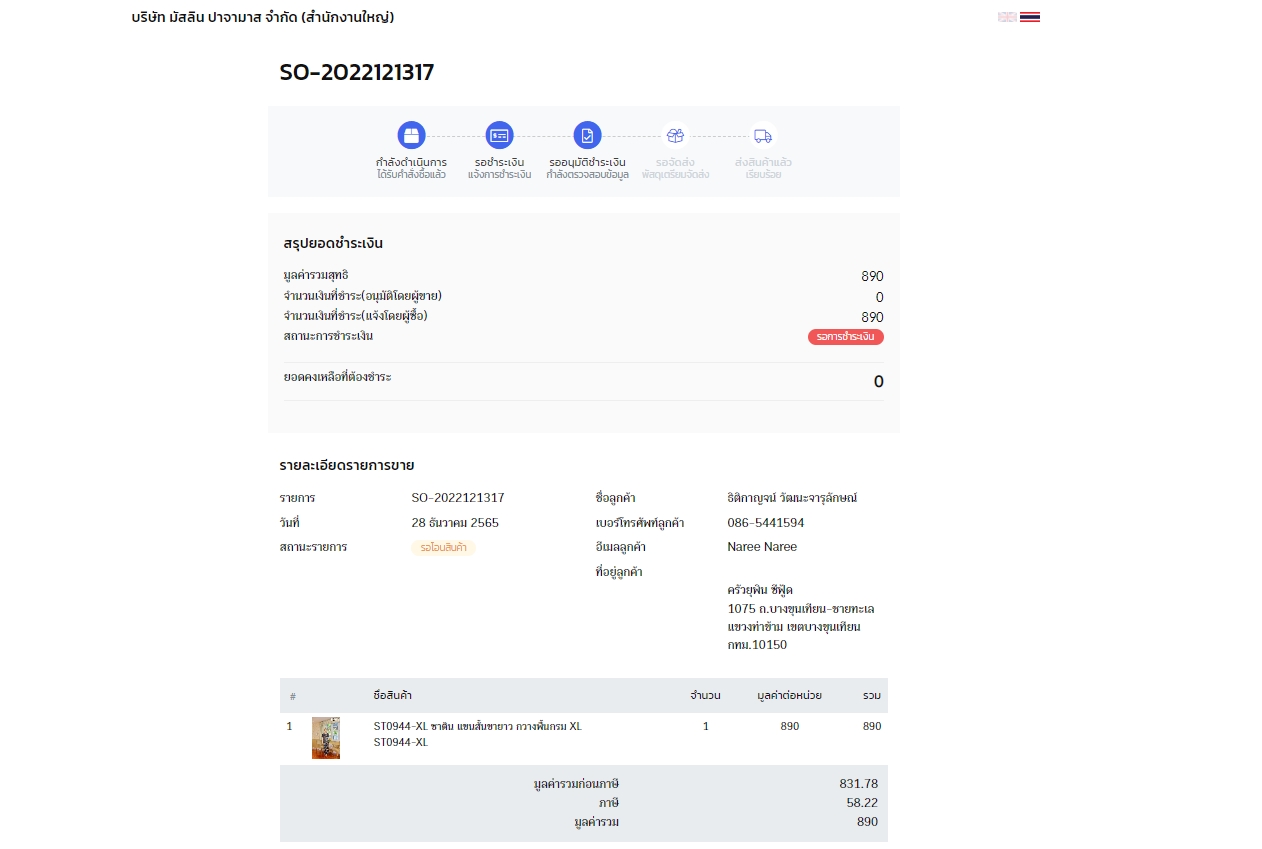 บริษัท มัสลิน ปาจามาส จำกัด (สำนักงานใหญ่)
SO-2022121317
กำลังดำเนินการ รอชำระเงิน รออนุมัติชำระเงิน รอจัดส่ง ส่งสินค้าแล้ว
ได้รับคำสั่งซื้อแล้ว แจ้งการชำระเงิน กำลังตรวจสอบข้อมูล พัสดุเตรียมจัดส่ง เรียบร้อย
สรุปยอดชำระเงิน
มูลค่ารวมสุทธิ 890
จำนวนเงินที่ชำระ(อนุมัติโดยผู้ขาย) 0
จำนวนเงินที่ชำระ(แจ้งโดยผู้ซื้อ) 890
สถานะการชำระเงิน รอการชำระเงิน
ยอดคงเหลือที่ต้องชำระ 0
รายละเอียดรายการขาย
รายการ SO-2022121317 ชื่อลูกค้า ธิติกาญจน์ วัฒนะจารุลักษณ์
วันที่ 28 ธันวาคม 2565 เบอร์โทรศัพท์ลูกค้า 086-5441594
สถานะรายการ รอโอนสินค้า อีเมลลูกค้า Naree Naree
ที่อยู่ลูกค้า
ครัวยุพิน ซีฟู้ด
1075 ถ.บางขุนเทียน-ชายทะเล
แขวงท่าข้าม เขตบางขุนเทียน
กทม.10150
# ชื่อสินค้า จำนวน มูลค่าต่อหน่วย รวม
1 ST0944-XL ซาติน แขนสั้นขายาว กวางพื้นกรม XL 1 890 890
ST0944-XL
มูลค่ารวมก่อนภาษี 831.78
ภาษี 58.22
มูลค่ารวม 890